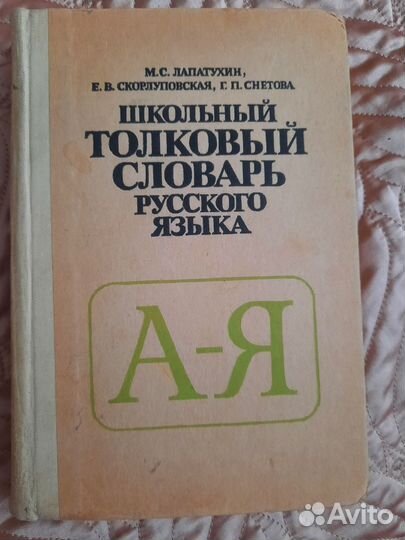 М.С. ЛАПАТУХИН,
Е.В. СКОРЛУПОВСКАЯ, Г.П. СНЕТОВА
ШКОЛЬНЫЙ
ТОЛКОВЫЙ
СЛОВАРЬ
РУССКОГО
ЯЗЫКА
А-Я
Avito